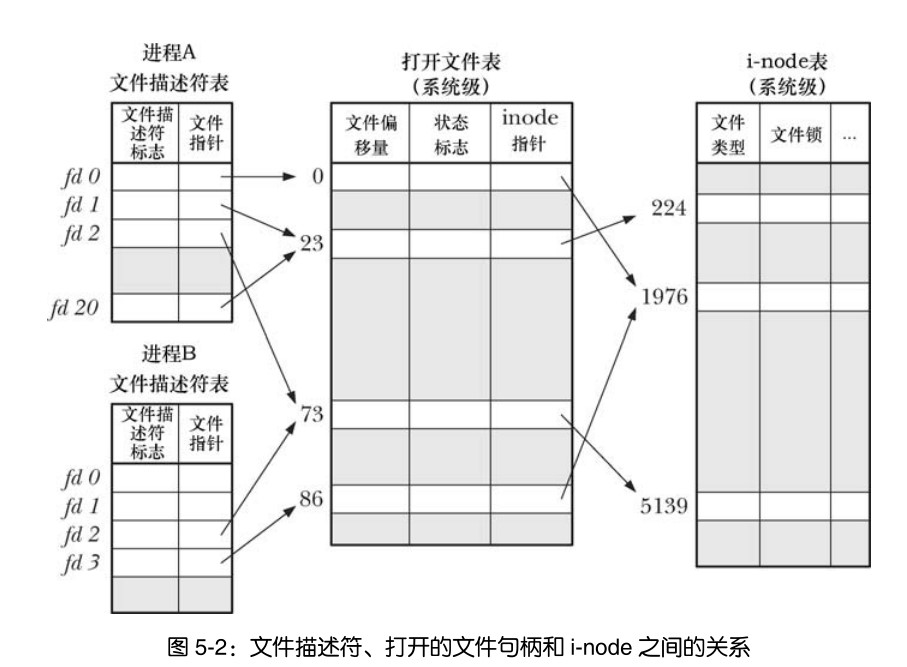 进程A
文件描述符表
文件描
述符
标志
文件
指针
fd 0
fd 1
fd 2
fd 20
进程B
文件描述符表
文件描
述符
标志
文件
指针
fd 0
fd 1
fd 2
fd 3
打开文件表
（系统级）
文件偏
移量
状态
标志
inode
指针
0
23
73
86
i-node表
（系统级）
文件
类型
文件锁
...
224
1976
5139
图 5-2：文件描述符、打开的文件句柄和 i-node 之间的关系